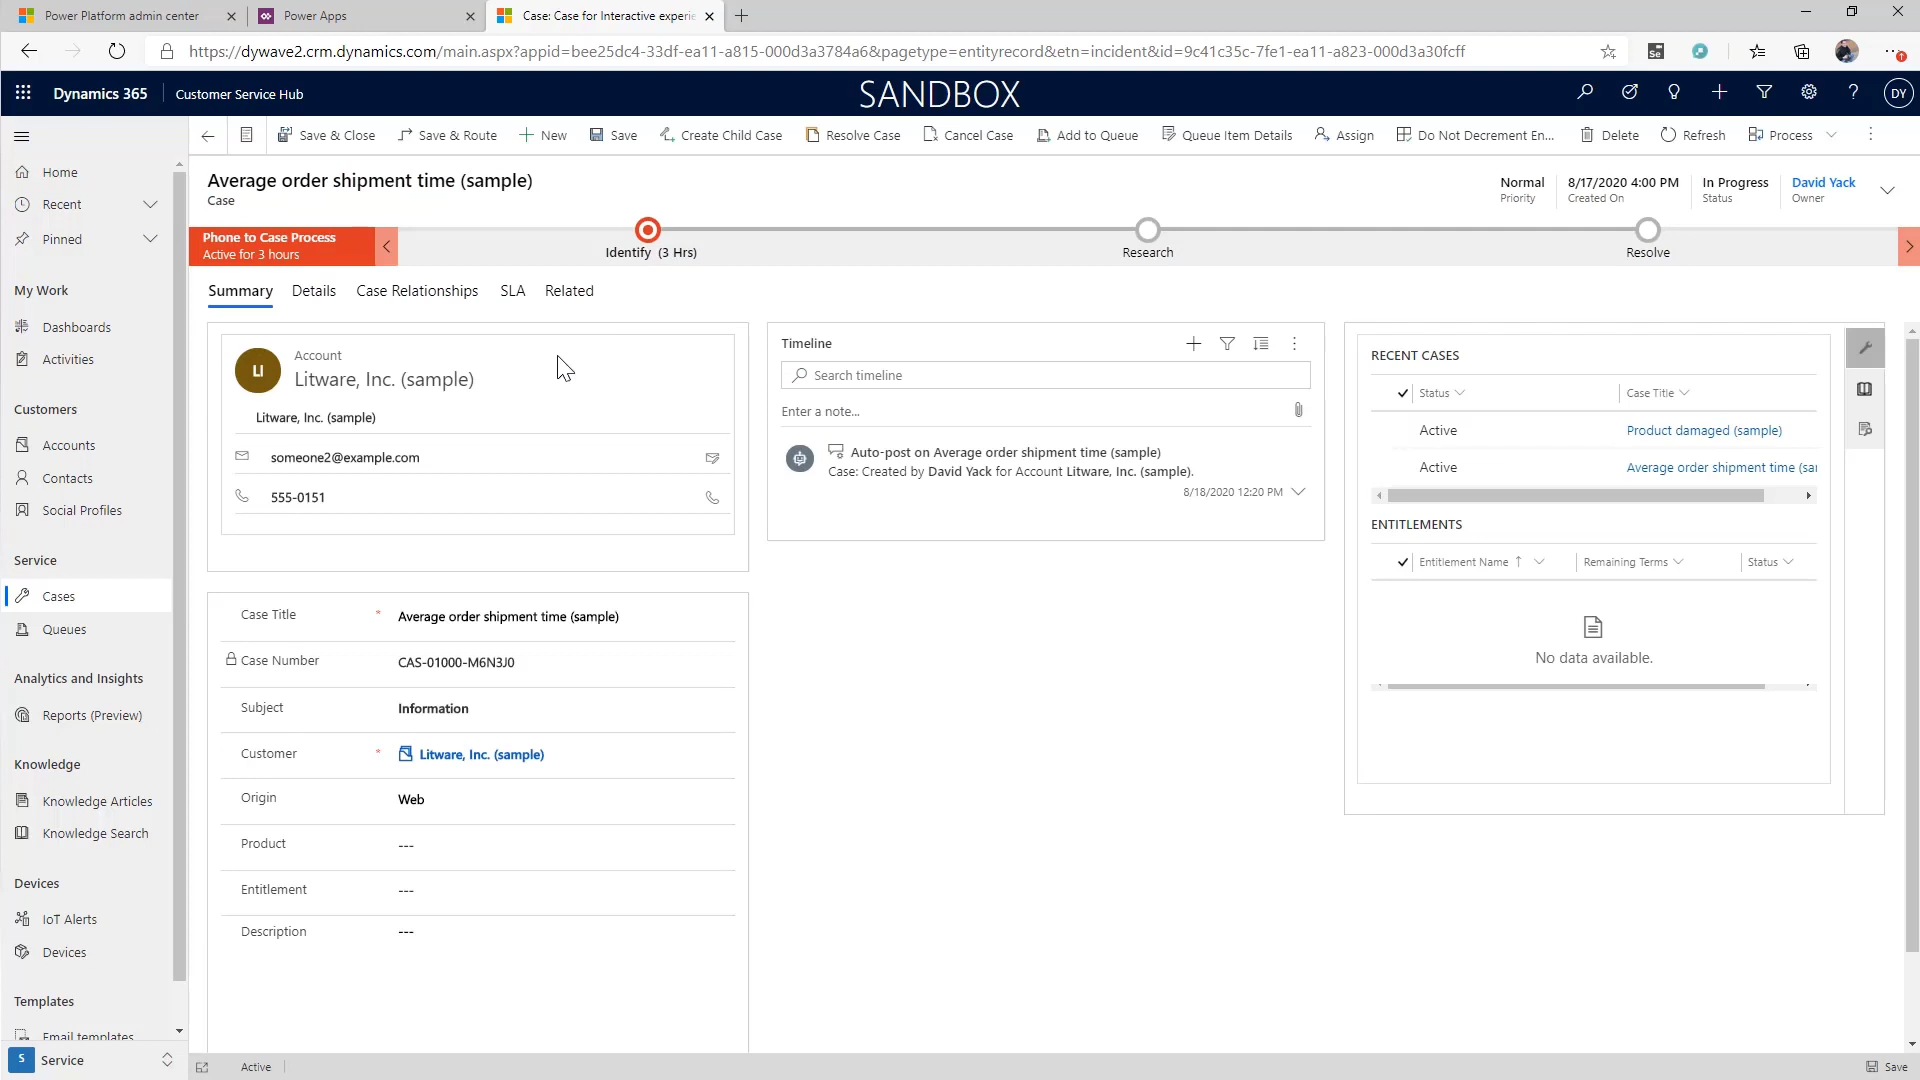 Power Platform admin center
Power Apps
Case: Case for Interactive experie
https://dywave2.crm.dynamics.com/main.aspx?appid=bee25dc4-33df-ea11-a815-000d3a3784a6&pagetype=entityrecord&etn=incident&id=9c41c35c-7fe1-ea11-a823-000d3a30fcff
Dynamics 365
Customer Service Hub
SANDBOX
DY
Save & Close
Save & Route
New
Save
Create Child Case
Resolve Case
Cancel Case
Add to Queue
Queue Item Details
Assign
Do Not Decrement En...
Delete
Refresh
Process
Home
Recent
Pinned
My Work
Dashboards
Activities
Customers
Accounts
Contacts
Social Profiles
Service
Cases
Queues
Analytics and Insights
Reports (Preview)
Knowledge
Knowledge Articles
Knowledge Search
Devices
IoT Alerts
Devices
Templates
Email templates
S
Service
Average order shipment time (sample)
Case
Normal
Priority
8/17/2020 4:00 PM
Created On
In Progress
Status
David Yack
Owner
Phone to Case Process
Active for 3 hours
Identify (3 Hrs)
Research
Resolve
Summary
Details
Case Relationships
SLA
Related
LI
Account
Litware, Inc. (sample)
Litware, Inc. (sample)
someone2@example.com
555-0151
Case Title * Average order shipment time (sample)
Case Number CAS-01000-M6N3J0
Subject Information
Customer * Litware, Inc. (sample)
Origin Web
Product ---
Entitlement ---
Description ---
Timeline
Search timeline
Enter a note...
Auto-post on Average order shipment time (sample)
Case: Created by David Yack for Account Litware, Inc. (sample).
8/18/2020 12:20 PM
RECENT CASES
Status Case Title
Active Product damaged (sample)
Active Average order shipment time (sa
ENTITLEMENTS
Entitlement Name Remaining Terms Status
No data available.
Active
Save